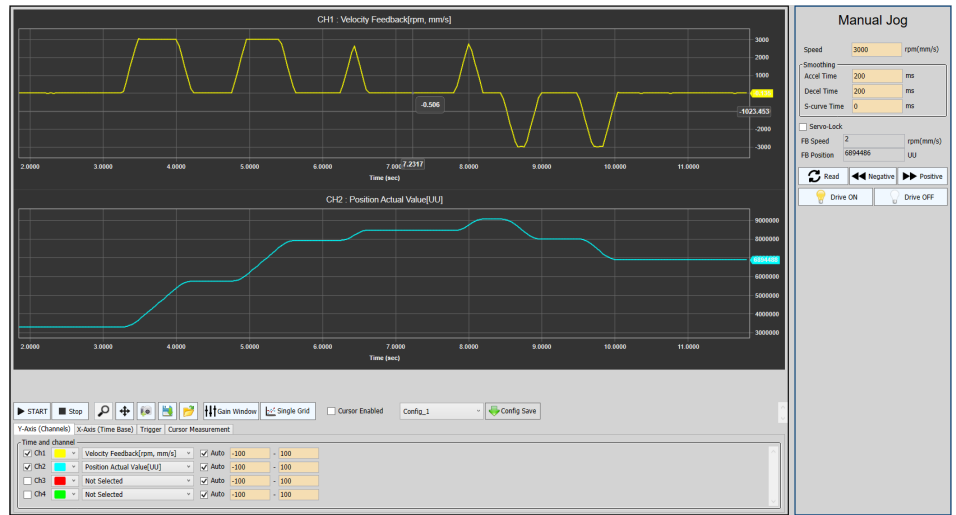 CH1 : Velocity Feedback[rpm, mm/s]
3000
2000
1000
-0.506
-1023.453
-2000
-3000
2.0000 3.0000 4.0000 5.0000 6.0000 7.2317 8.0000 9.0000 10.0000 11.0000
Time (sec)
CH2 : Position Actual Value[UU]
9000000
8000000
6894486
6000000
5000000
4000000
3000000
2.0000 3.0000 4.0000 5.0000 6.0000 7.0000 8.0000 9.0000 10.0000 11.0000
Time (sec)
START Stop Gain Window Single Grid Cursor Enabled Config_1 Config Save
Y-Axis (Channels) X-Axis (Time Base) Trigger Cursor Measurement
Time and channel
Ch1 Velocity Feedback[rpm, mm/s] Auto -100 - 100
Ch2 Position Actual Value[UU] Auto -100 - 100
Ch3 Not Selected Auto -100 - 100
Ch4 Not Selected Auto -100 - 100
Manual Jog
Speed 3000 rpm(mm/s)
Smoothing
Accel Time 200 ms
Decel Time 200 ms
S-curve Time 0 ms
Servo-Lock
FB Speed 2 rpm(mm/s)
FB Position 6894486 UU
Read Negative Positive
Drive ON Drive OFF